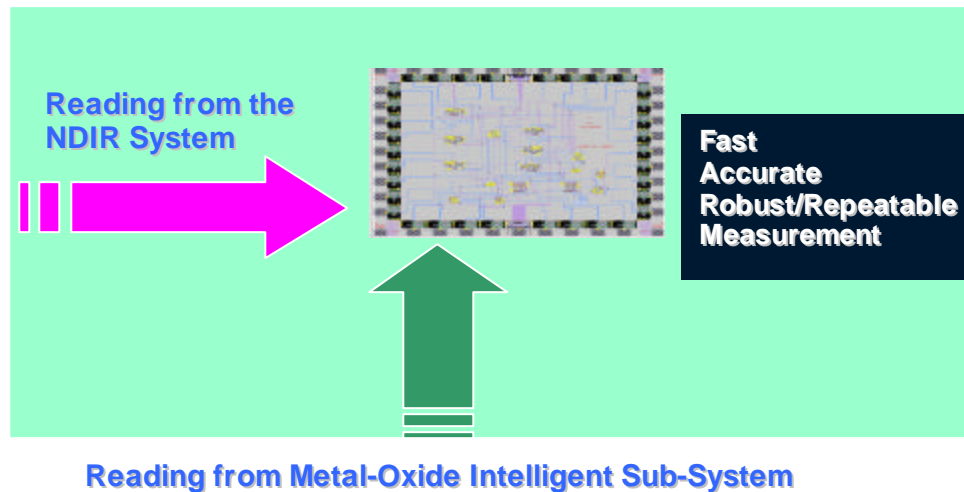 Reading from the
NDIR System
Fast
Accurate
Robust/Repeatable
Measurement
Reading from Metal-Oxide Intelligent Sub-System